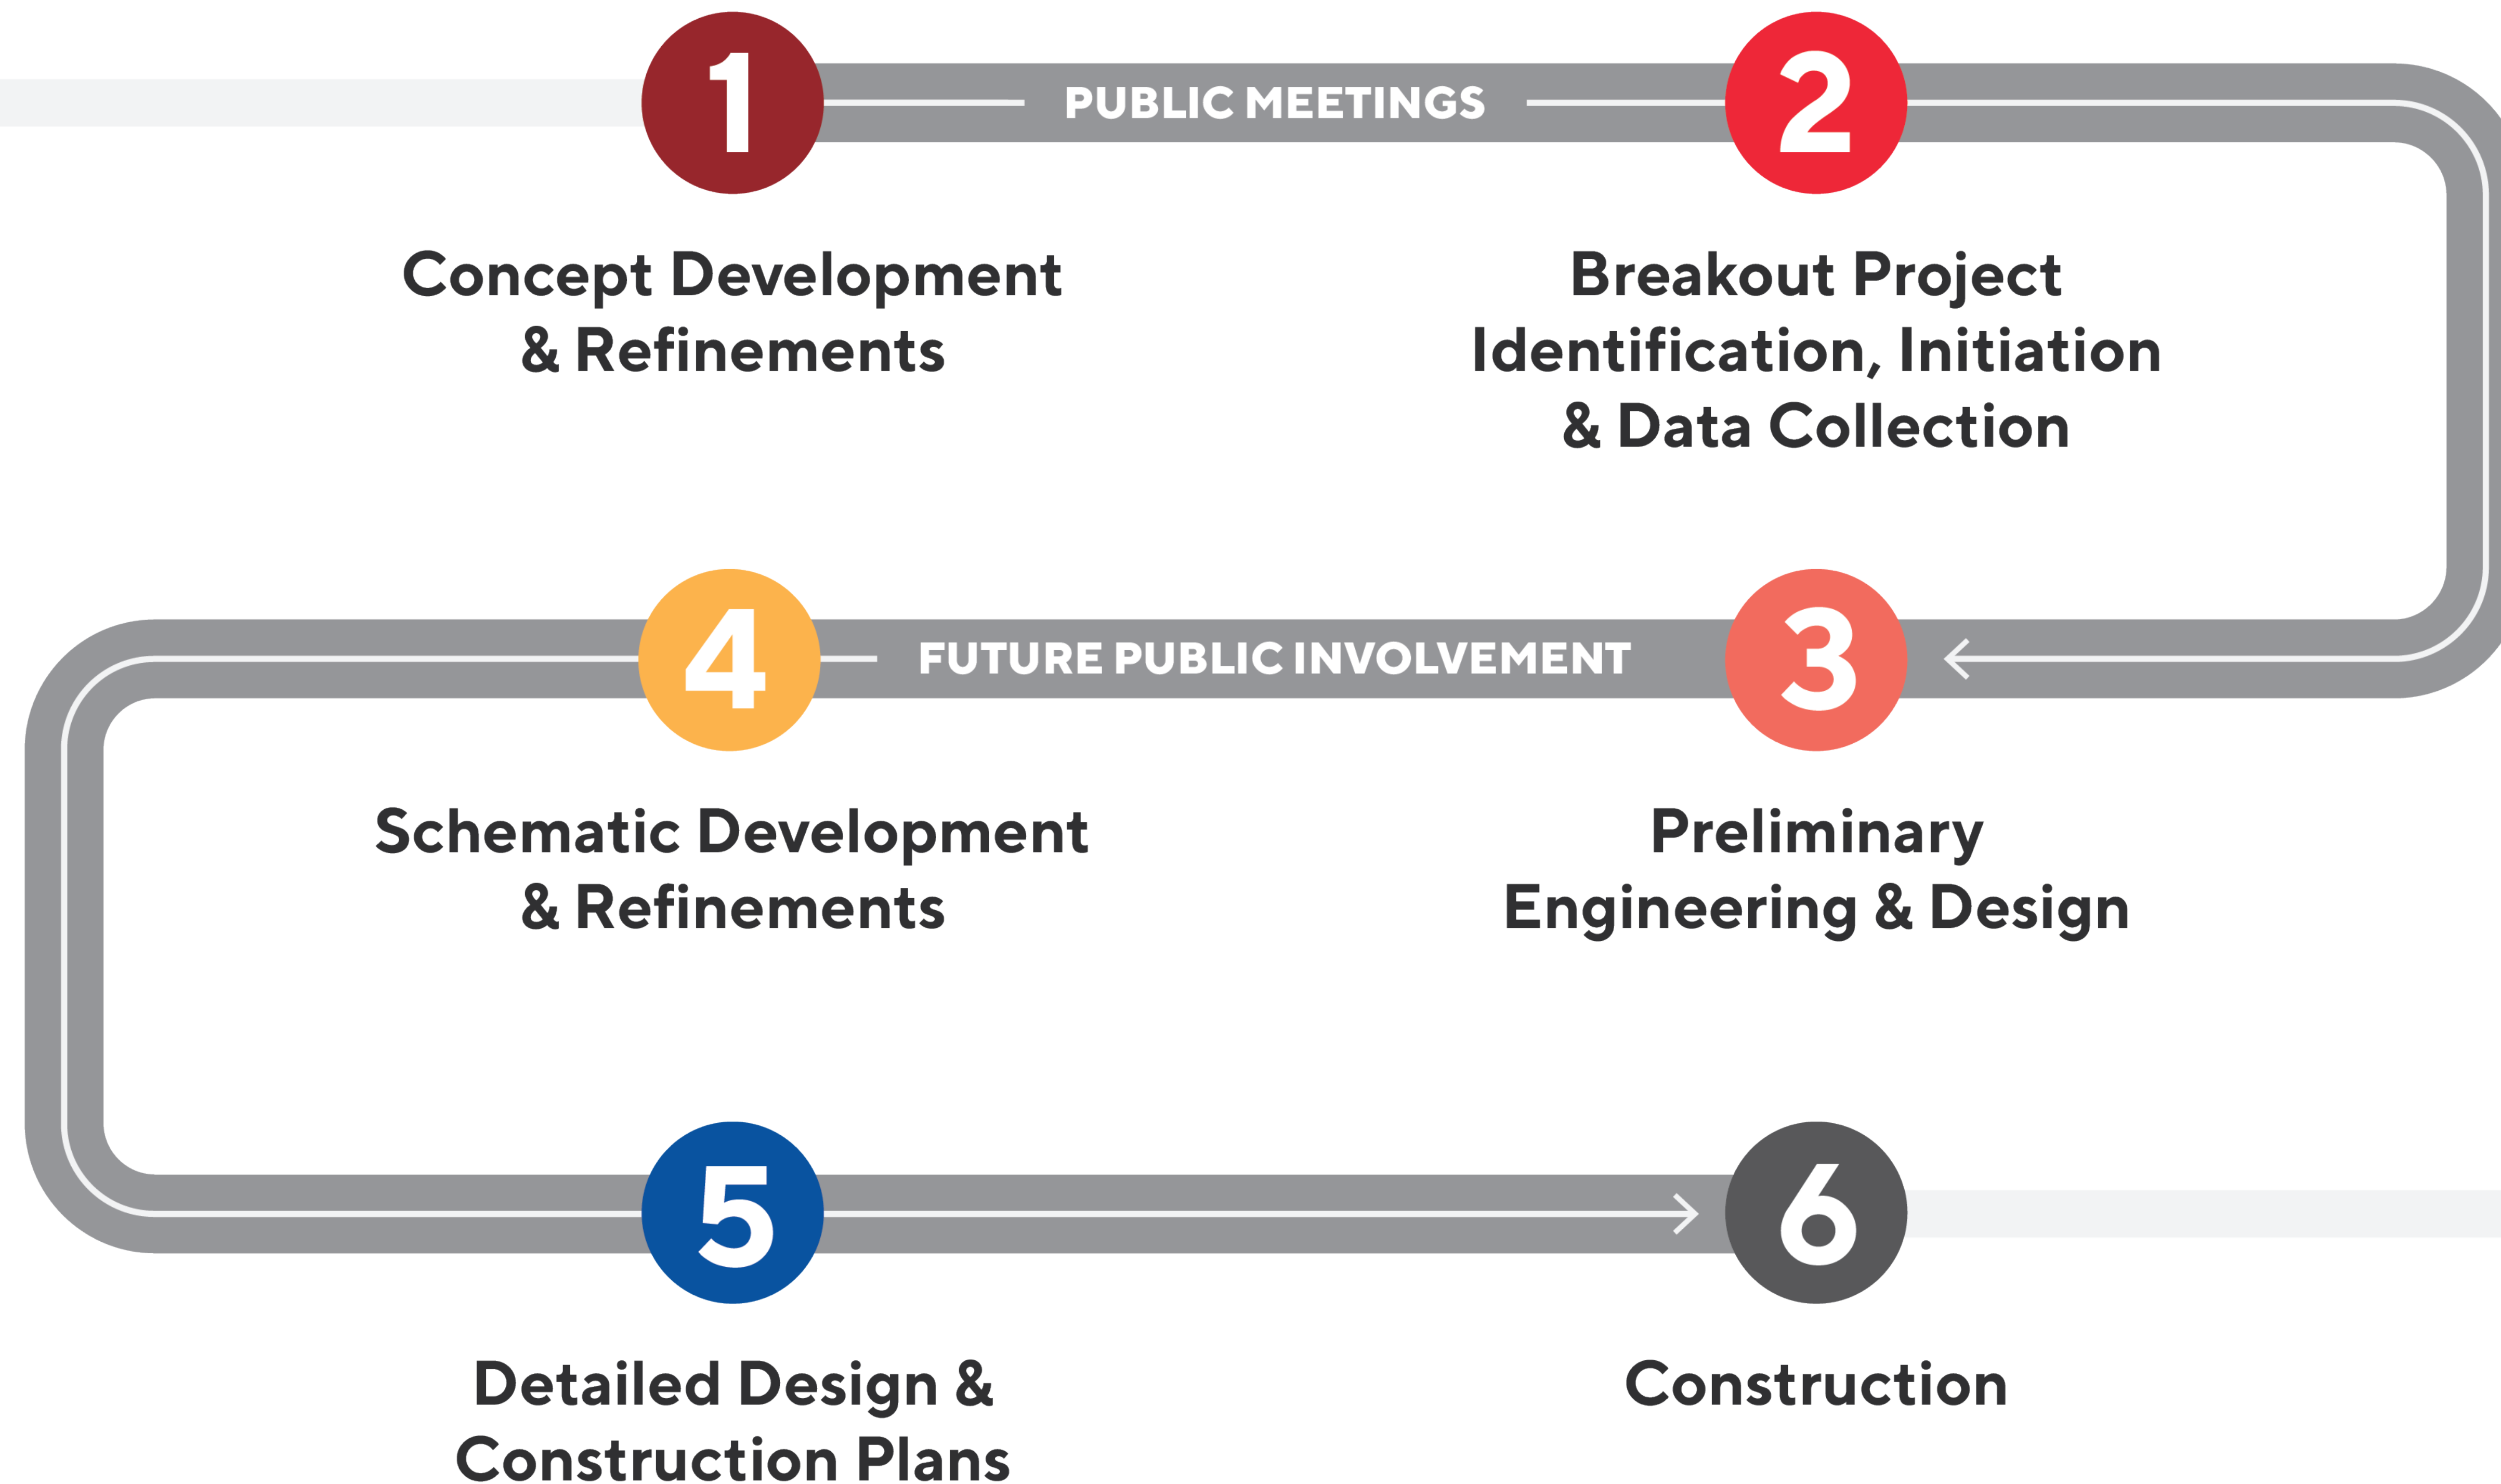 1
PUBLIC MEETINGS
2
Concept Development
& Refinements
Breakout Project
Identification, Initiation
& Data Collection
3
FUTURE PUBLIC INVOLVEMENT
4
Preliminary
Engineering & Design
Schematic Development
& Refinements
5
6
Detailed Design &
Construction Plans
Construction